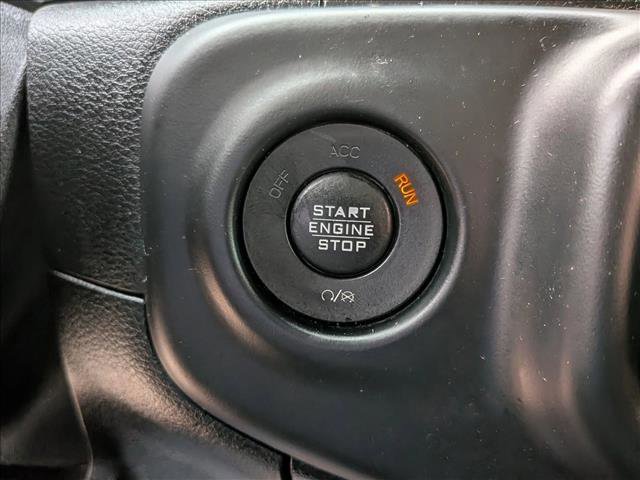 ACC
OFF
RUN
START
ENGINE
STOP